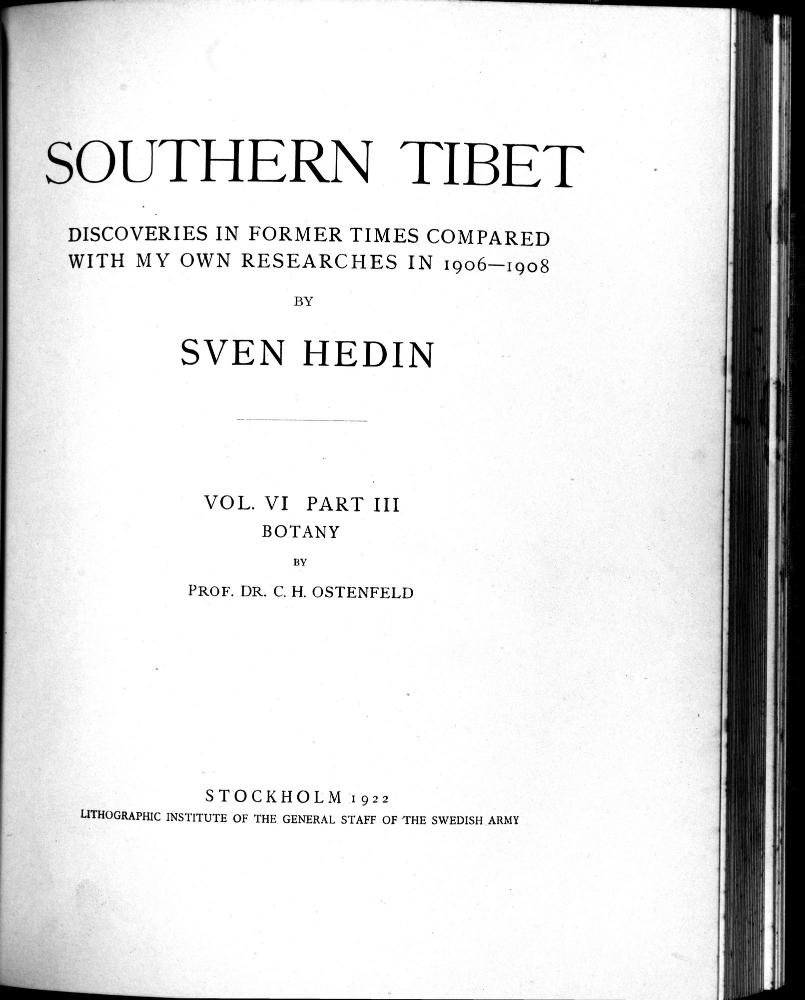 SOUTHERN TIBET
DISCOVERIES IN FORMER TIMES COMPARED
WITH MY OWN RESEARCHES IN 1906—1908
BY
SVEN HEDIN
VOL. VI PART III
BOTANY
BY
PROF. DR. C. H. OSTENFELD
STOCKHOLM 1922
LITHOGRAPHIC INSTITUTE OF THE GENERAL STAFF OF THE SWEDISH ARMY